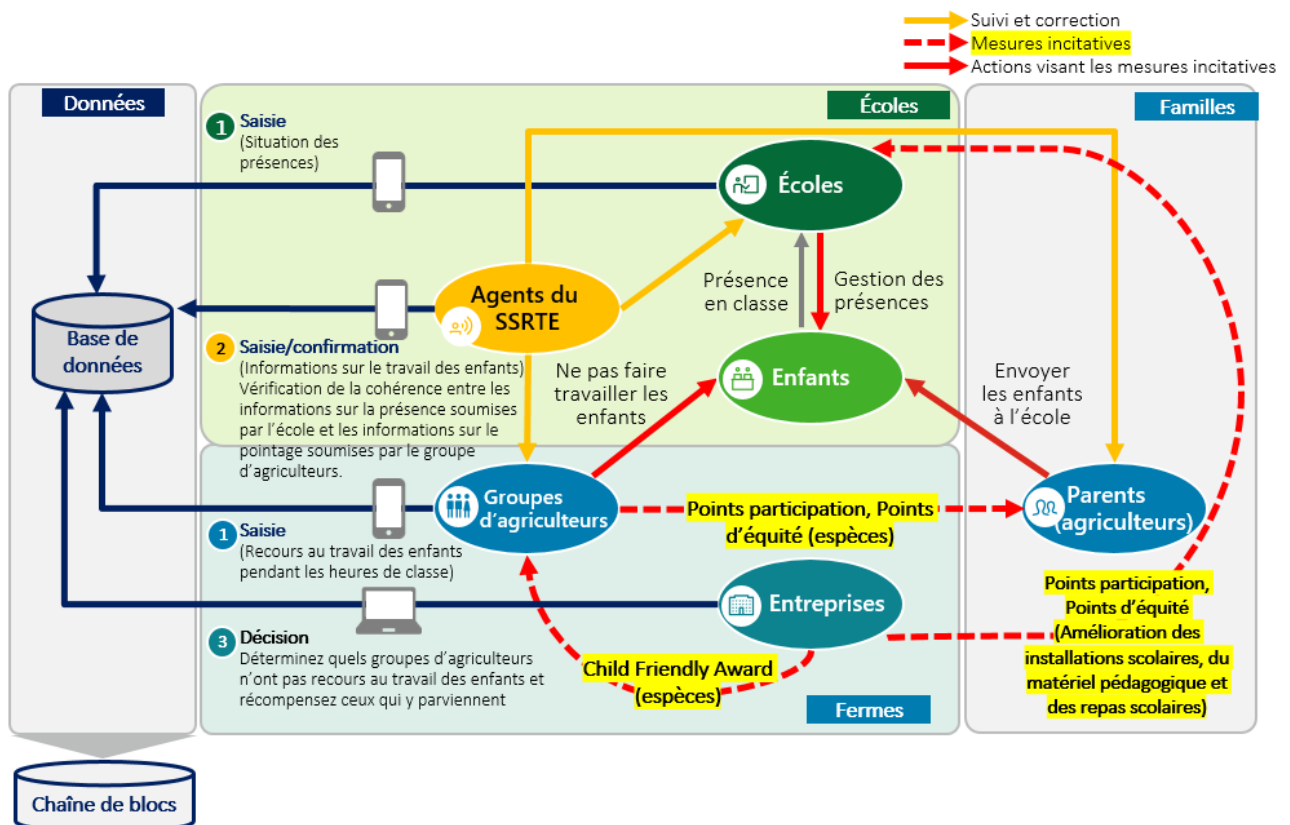 Suivi et correction
Mesures incitatives
Actions visant les mesures incitatives
Données
Écoles
Familles
1 Saisie
(Situation des
présences)
Écoles
Agents du
SSRTE
Présence
en classe
Gestion des
présences
Base de
données
2 Saisie/confirmation
(Informations sur le travail des enfants)
Vérification de la cohérence entre les
informations sur la présence soumises
par l'école et les informations sur le
pointage soumises par le groupe
d'agriculteurs.
Ne pas faire
travailler les
enfants
Enfants
Envoyer
les enfants
à l'école
Groupes
d'agriculteurs
Points participation, Points
d'équité (espèces)
Parents
(agriculteurs)
1 Saisie
(Recours au travail des enfants
pendant les heures de classe)
Entreprises
Points participation,
Points d'équité
(Amélioration des
installations scolaires, du
matériel pédagogique et
des repas scolaires)
3 Décision
Déterminez quels groupes d'agriculteurs
n'ont pas recours au travail des enfants et
récompensez ceux qui y parviennent
Child Friendly Award
(espèces)
Fermes
Chaîne de blocs